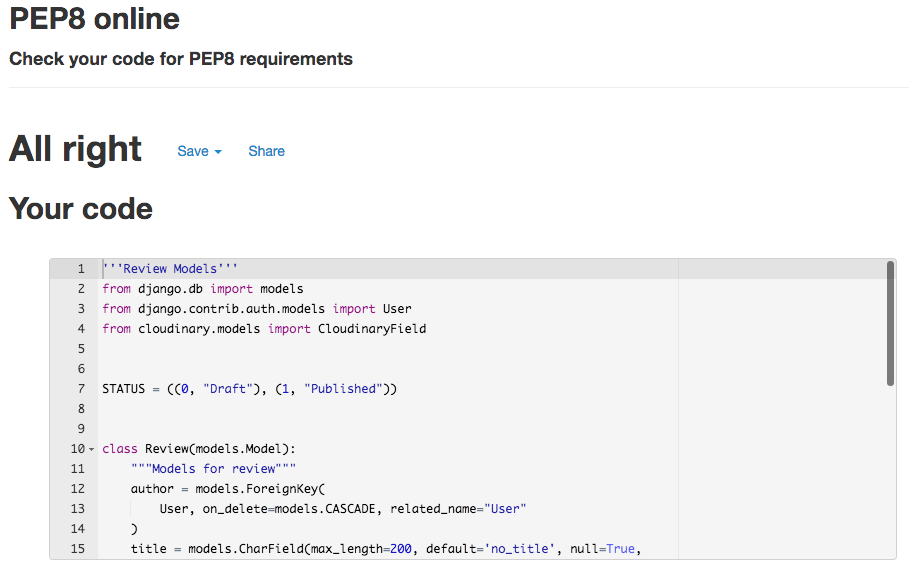 PEP8 online
Check your code for PEP8 requirements
All right Save Share
Your code
1 '''Review Models'''
2 from django.db import models
3 from django.contrib.auth.models import User
4 from cloudinary.models import CloudinaryField
5
6
7 STATUS = ((0, "Draft"), (1, "Published"))
8
9
10 class Review(models.Model):
11     """Models for review"""
12     author = models.ForeignKey(
13         User, on_delete=models.CASCADE, related_name="User"
14     )
15     title = models.CharField(max_length=200, default='no_title', null=True,